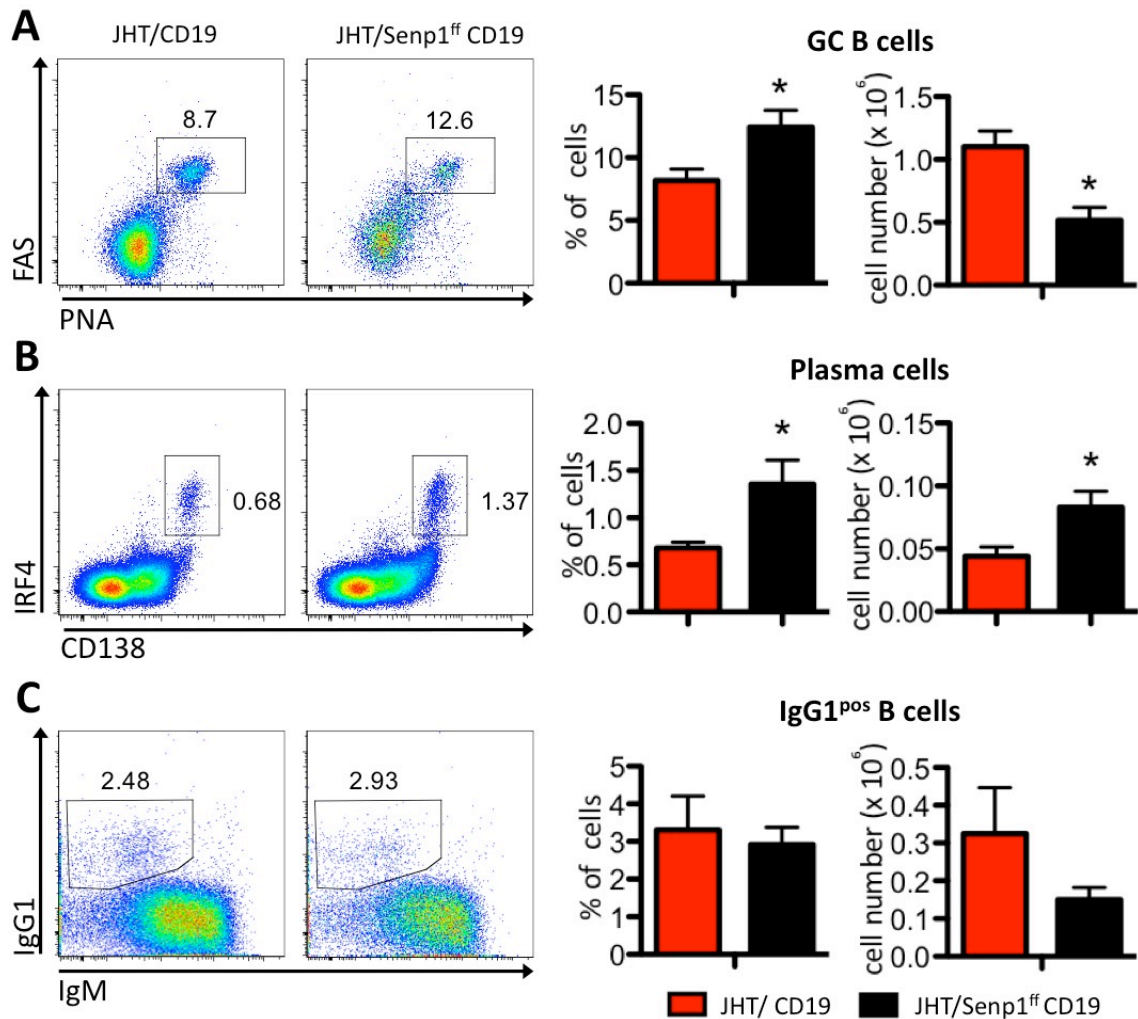 A
JHT/CD19
JHT/Senp1ff CD19
8.7
12.6
FAS
PNA
GC B cells
% of cells
15
10
5
0
*
cell number (x 10⁶)
1.5
1.0
0.5
0.0
*
B
0.68
1.37
IRF4
CD138
Plasma cells
% of cells
2.0
1.5
1.0
0.5
0.0
*
cell number (x 10⁶)
0.15
0.10
0.05
0.00
*
C
2.48
2.93
IgG1
IgM
IgG1pos B cells
% of cells
5
4
3
2
1
0
cell number (x 10⁶)
0.5
0.4
0.3
0.2
0.1
0.0
JHT/ CD19
JHT/Senp1ff CD19